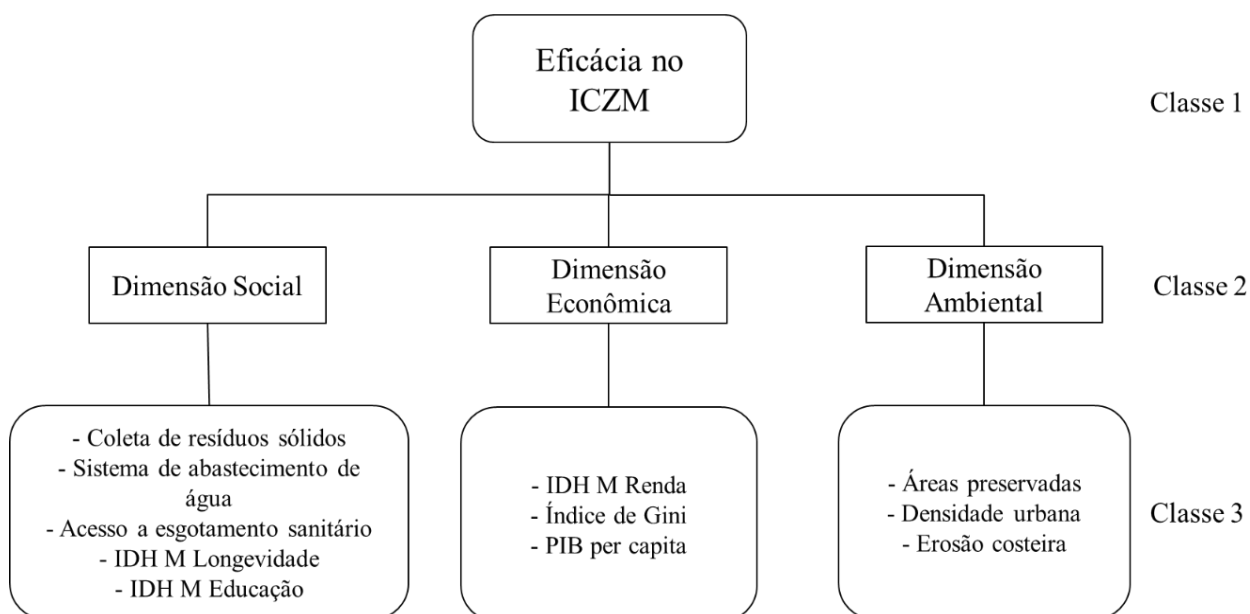 Eficácia no
ICZM
Classe 1
Dimensão Social
Dimensão
Econômica
Dimensão
Ambiental
Classe 2
- Coleta de resíduos sólidos
- Sistema de abastecimento de
água
- Acesso a esgotamento sanitário
- IDH M Longevidade
- IDH M Educação
- IDH M Renda
- Índice de Gini
- PIB per capita
- Áreas preservadas
- Densidade urbana
- Erosão costeira
Classe 3